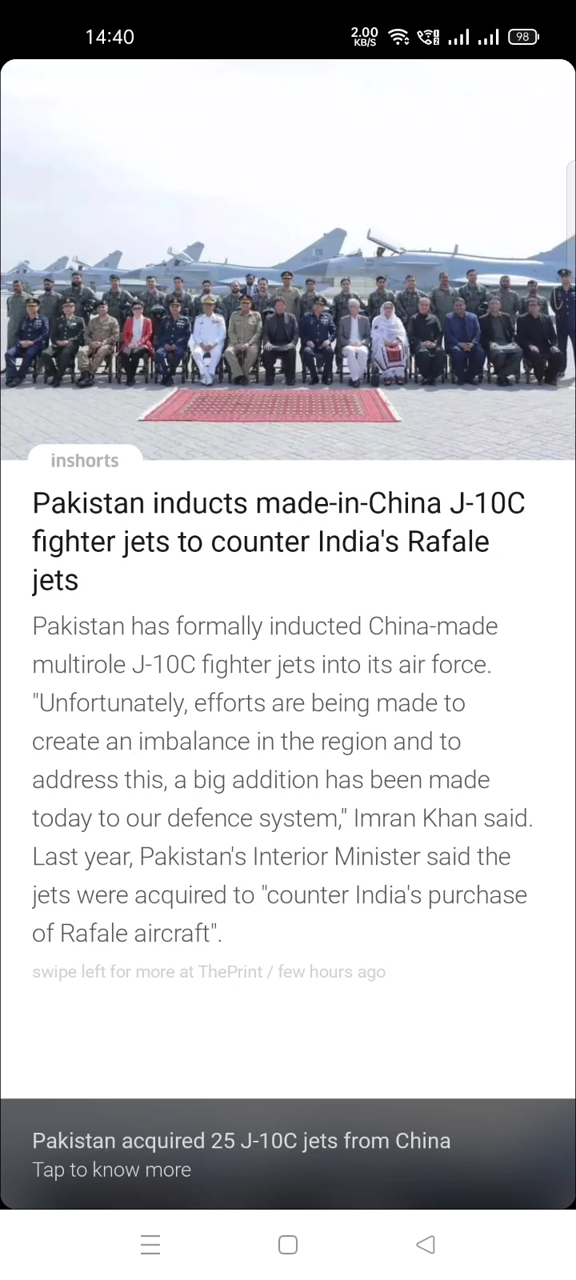 14:40
2.00
KB/S
98
inshorts
Pakistan inducts made-in-China J-10C
fighter jets to counter India's Rafale
jets
Pakistan has formally inducted China-made
multirole J-10C fighter jets into its air force.
"Unfortunately, efforts are being made to
create an imbalance in the region and to
address this, a big addition has been made
today to our defence system," Imran Khan said.
Last year, Pakistan's Interior Minister said the
jets were acquired to "counter India's purchase
of Rafale aircraft".
swipe left for more at ThePrint / few hours ago
Pakistan acquired 25 J-10C jets from China
Tap to know more